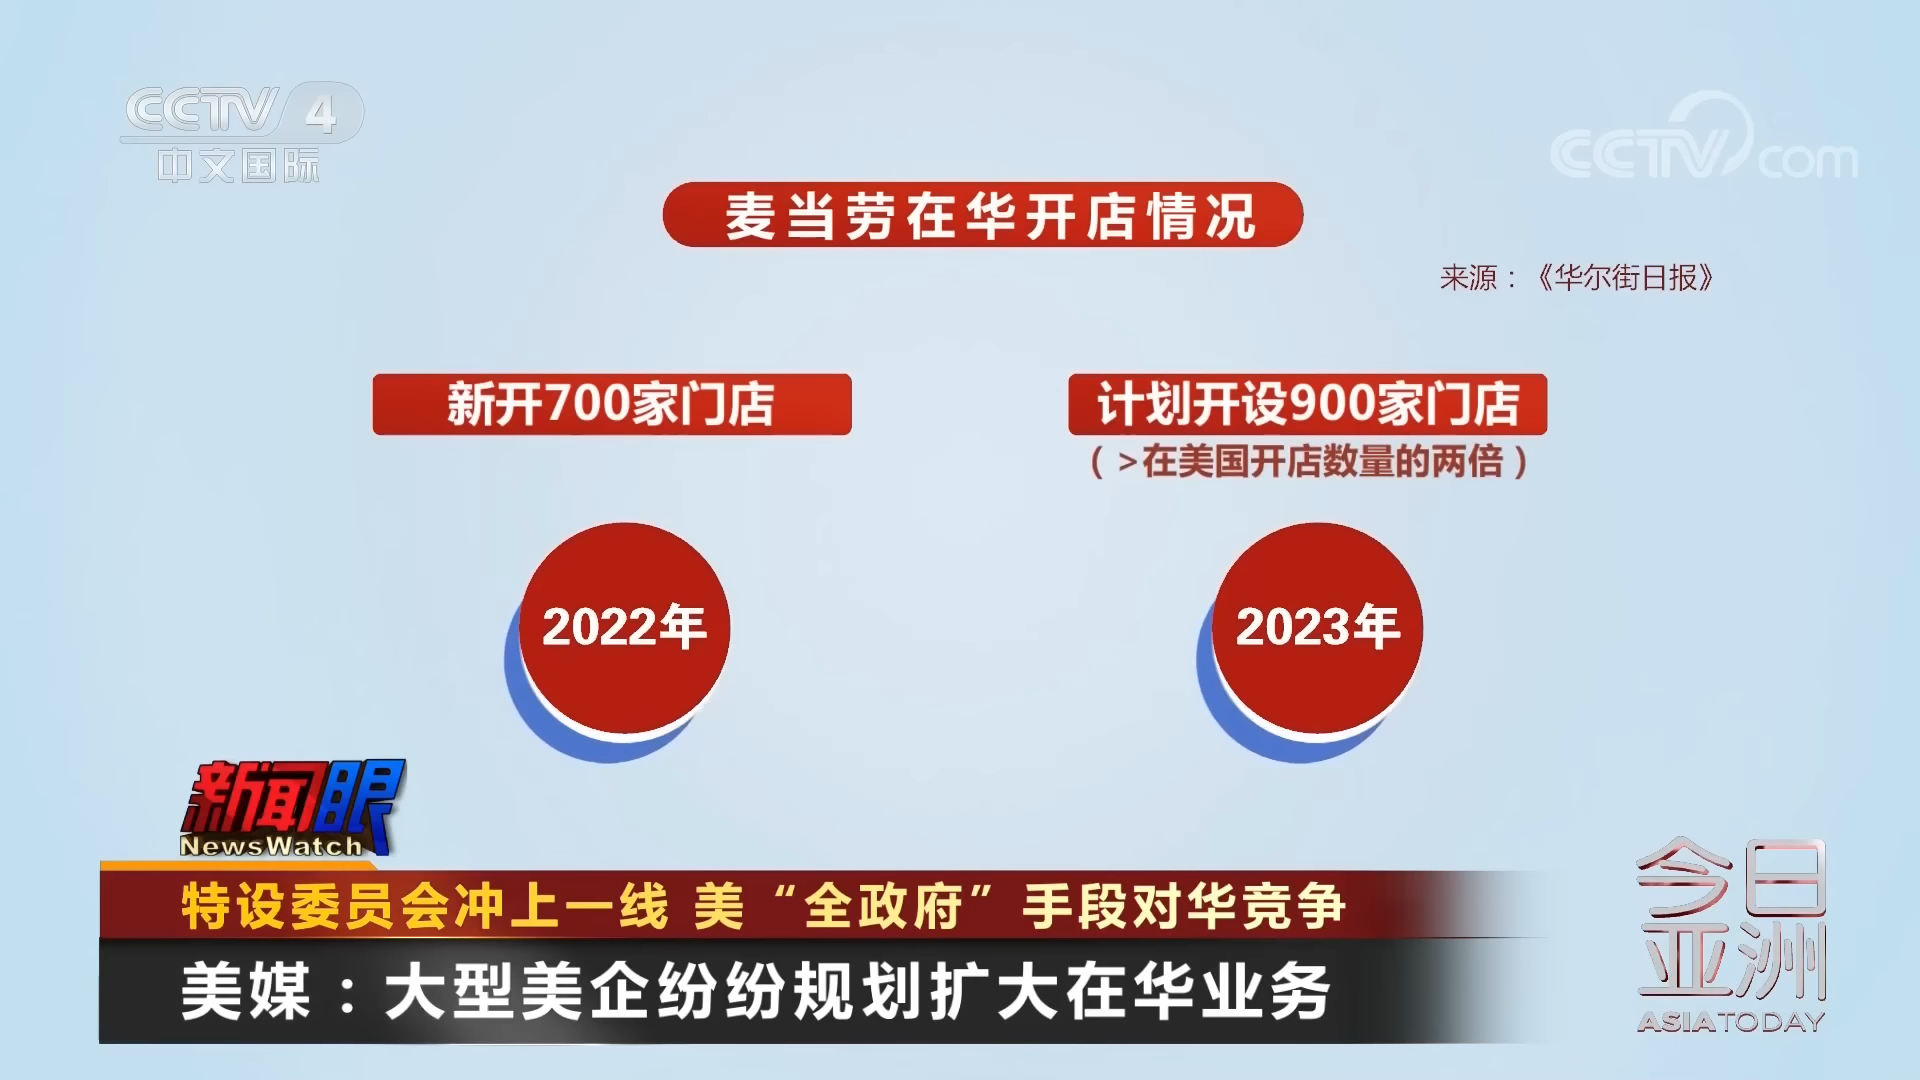 CCTV 4
中文国际
CCTV com
麦当劳在华开店情况
来源：《华尔街日报》
新开700家门店
计划开设900家门店
（>在美国开店数量的两倍）
2022年
2023年
新闻眼
NewsWatch
特设委员会冲上一线 美“全政府”手段对华竞争
美媒：大型美企纷纷规划扩大在华业务
今日
亚洲
ASIA TODAY